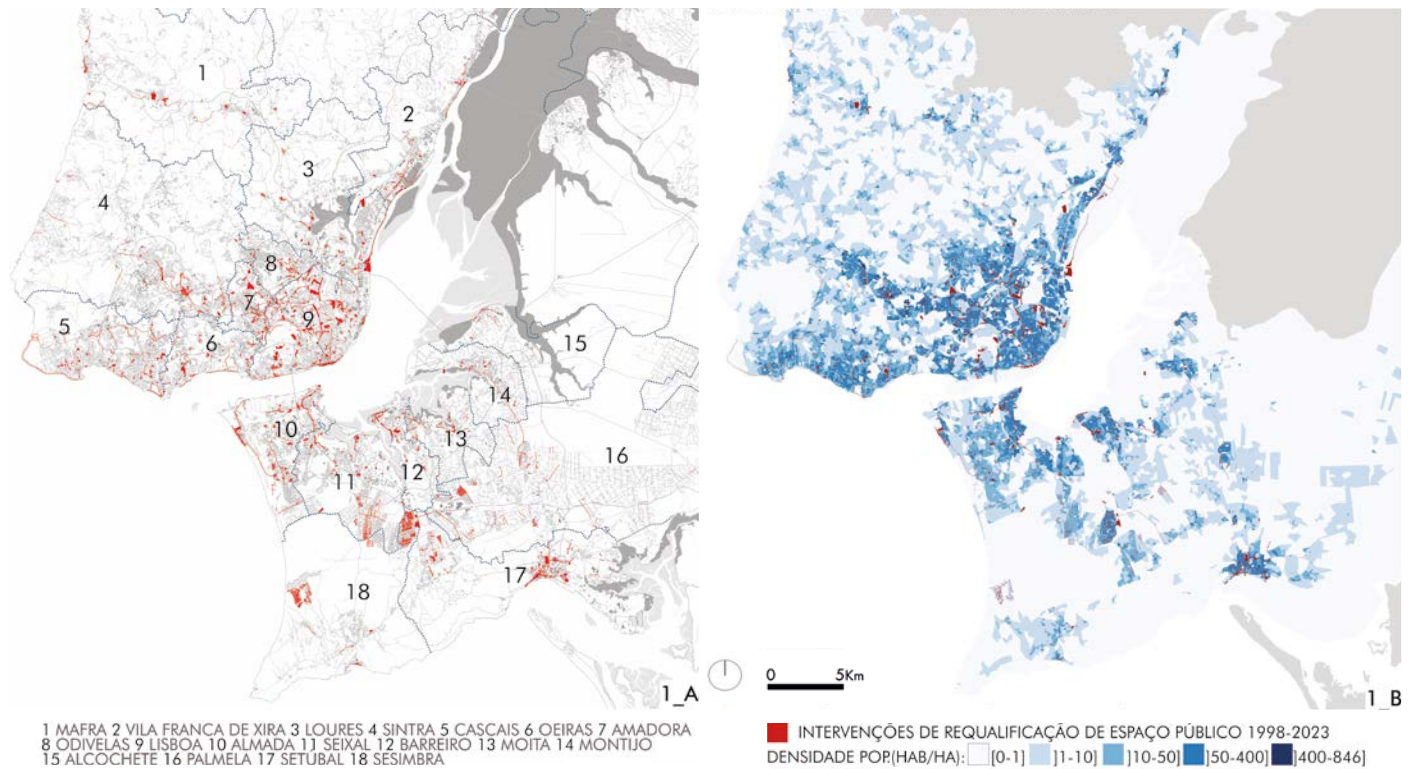 1
2
3
4
8
7
5
6
9
15
14
10
13
16
12
11
17
18
1_A
0 5Km
1_B
1 MAFRA 2 VILA FRANCA DE XIRA 3 LOURES 4 SINTRA 5 CASCAIS 6 OEIRAS 7 AMADORA
8 ODIVELAS 9 LISBOA 10 ALMADA 11 SEIXAL 12 BARREIRO 13 MOITA 14 MONTIJO
15 ALCOCHETE 16 PALMELA 17 SETUBAL 18 SESIMBRA
INTERVENÇÕES DE REQUALIFICAÇÃO DE ESPAÇO PÚBLICO 1998-2023
DENSIDADE POP.(HAB/HA): [0-1] ]1-10] ]10-50] ]50-400] ]400-846]